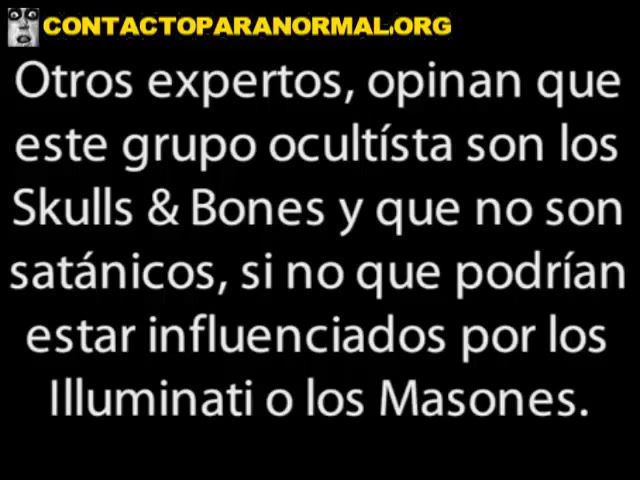 CONTACTOPARANORMAL.ORG
Otros expertos, opinan que
este grupo ocultísta son los
Skulls & Bones y que no son
satánicos, si no que podrían
estar influenciados por los
Illuminati o los Masones.